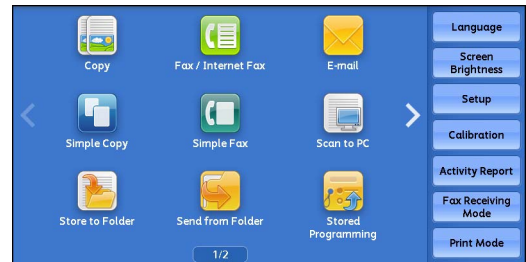 Copy
Fax / Internet Fax
E-mail
Simple Copy
Simple Fax
Scan to PC
Store to Folder
Send from Folder
Stored
Programming
1/2
Language
Screen
Brightness
Setup
Calibration
Activity Report
Fax Receiving
Mode
Print Mode